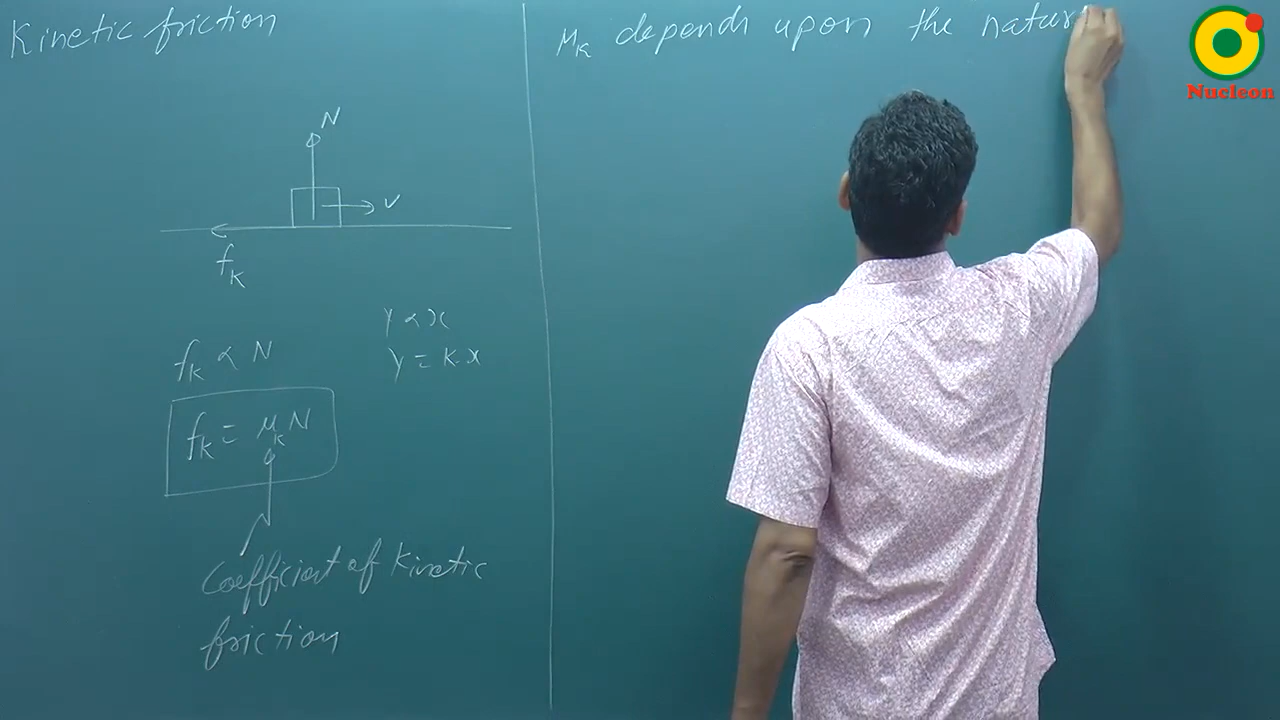 Kinetic friction
N
v
fK
fK ∝ N
y ∝ x
y = K·x
fK = μK N
Coefficient of Kinetic
friction
μK depends upon the natur
Nucleon